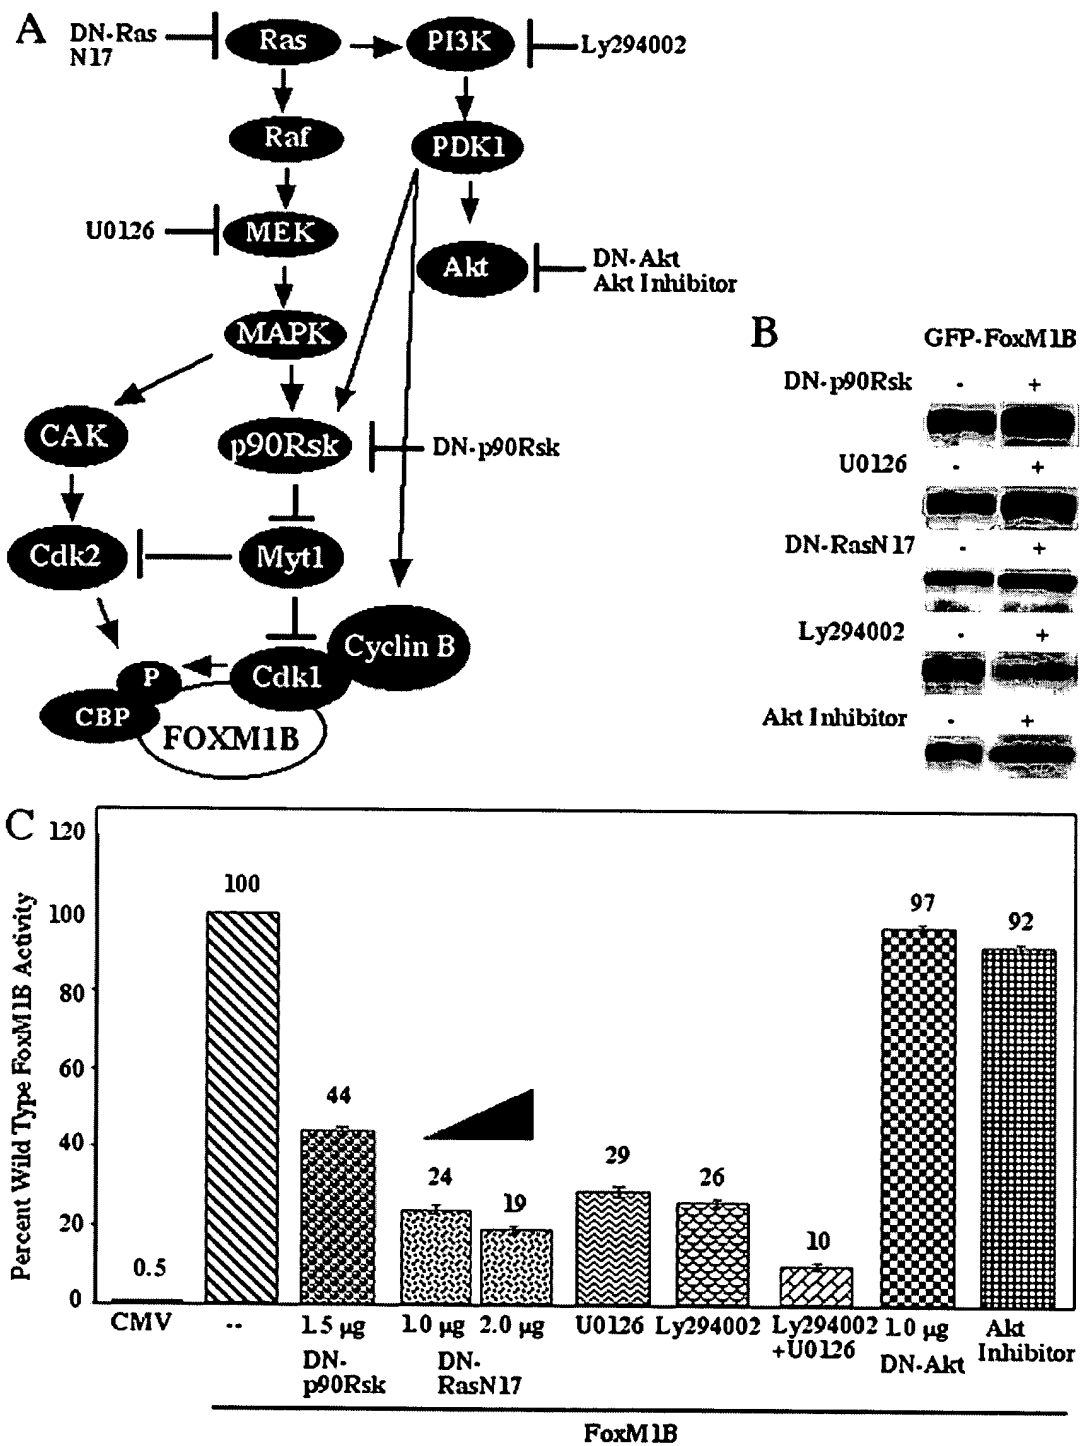 A
DN-Ras
N17
Ras
PI3K
Ly294002
Raf
PDK1
U0126
MEK
Akt
DN-Akt
Akt Inhibitor
MAPK
CAK
p90Rsk
DN-p90Rsk
Cdk2
Myt1
Cyclin B
P
Cdk1
CBP
FOXM1B
B
GFP-FoxM1B
DN-p90Rsk - +
U0126 - +
DN-RasN17 - +
Ly294002 - +
Akt Inhibitor - +
C
Percent Wild Type FoxM1B Activity
120
100
80
60
40
20
0
0.5
100
44
24
19
29
26
10
97
92
CMV
--
1.5 µg
DN-
p90Rsk
1.0 µg 2.0 µg
DN-
RasN17
U0126
Ly294002
Ly294002
+U0126
1.0 µg
DN-Akt
Akt
Inhibitor
FoxM1B